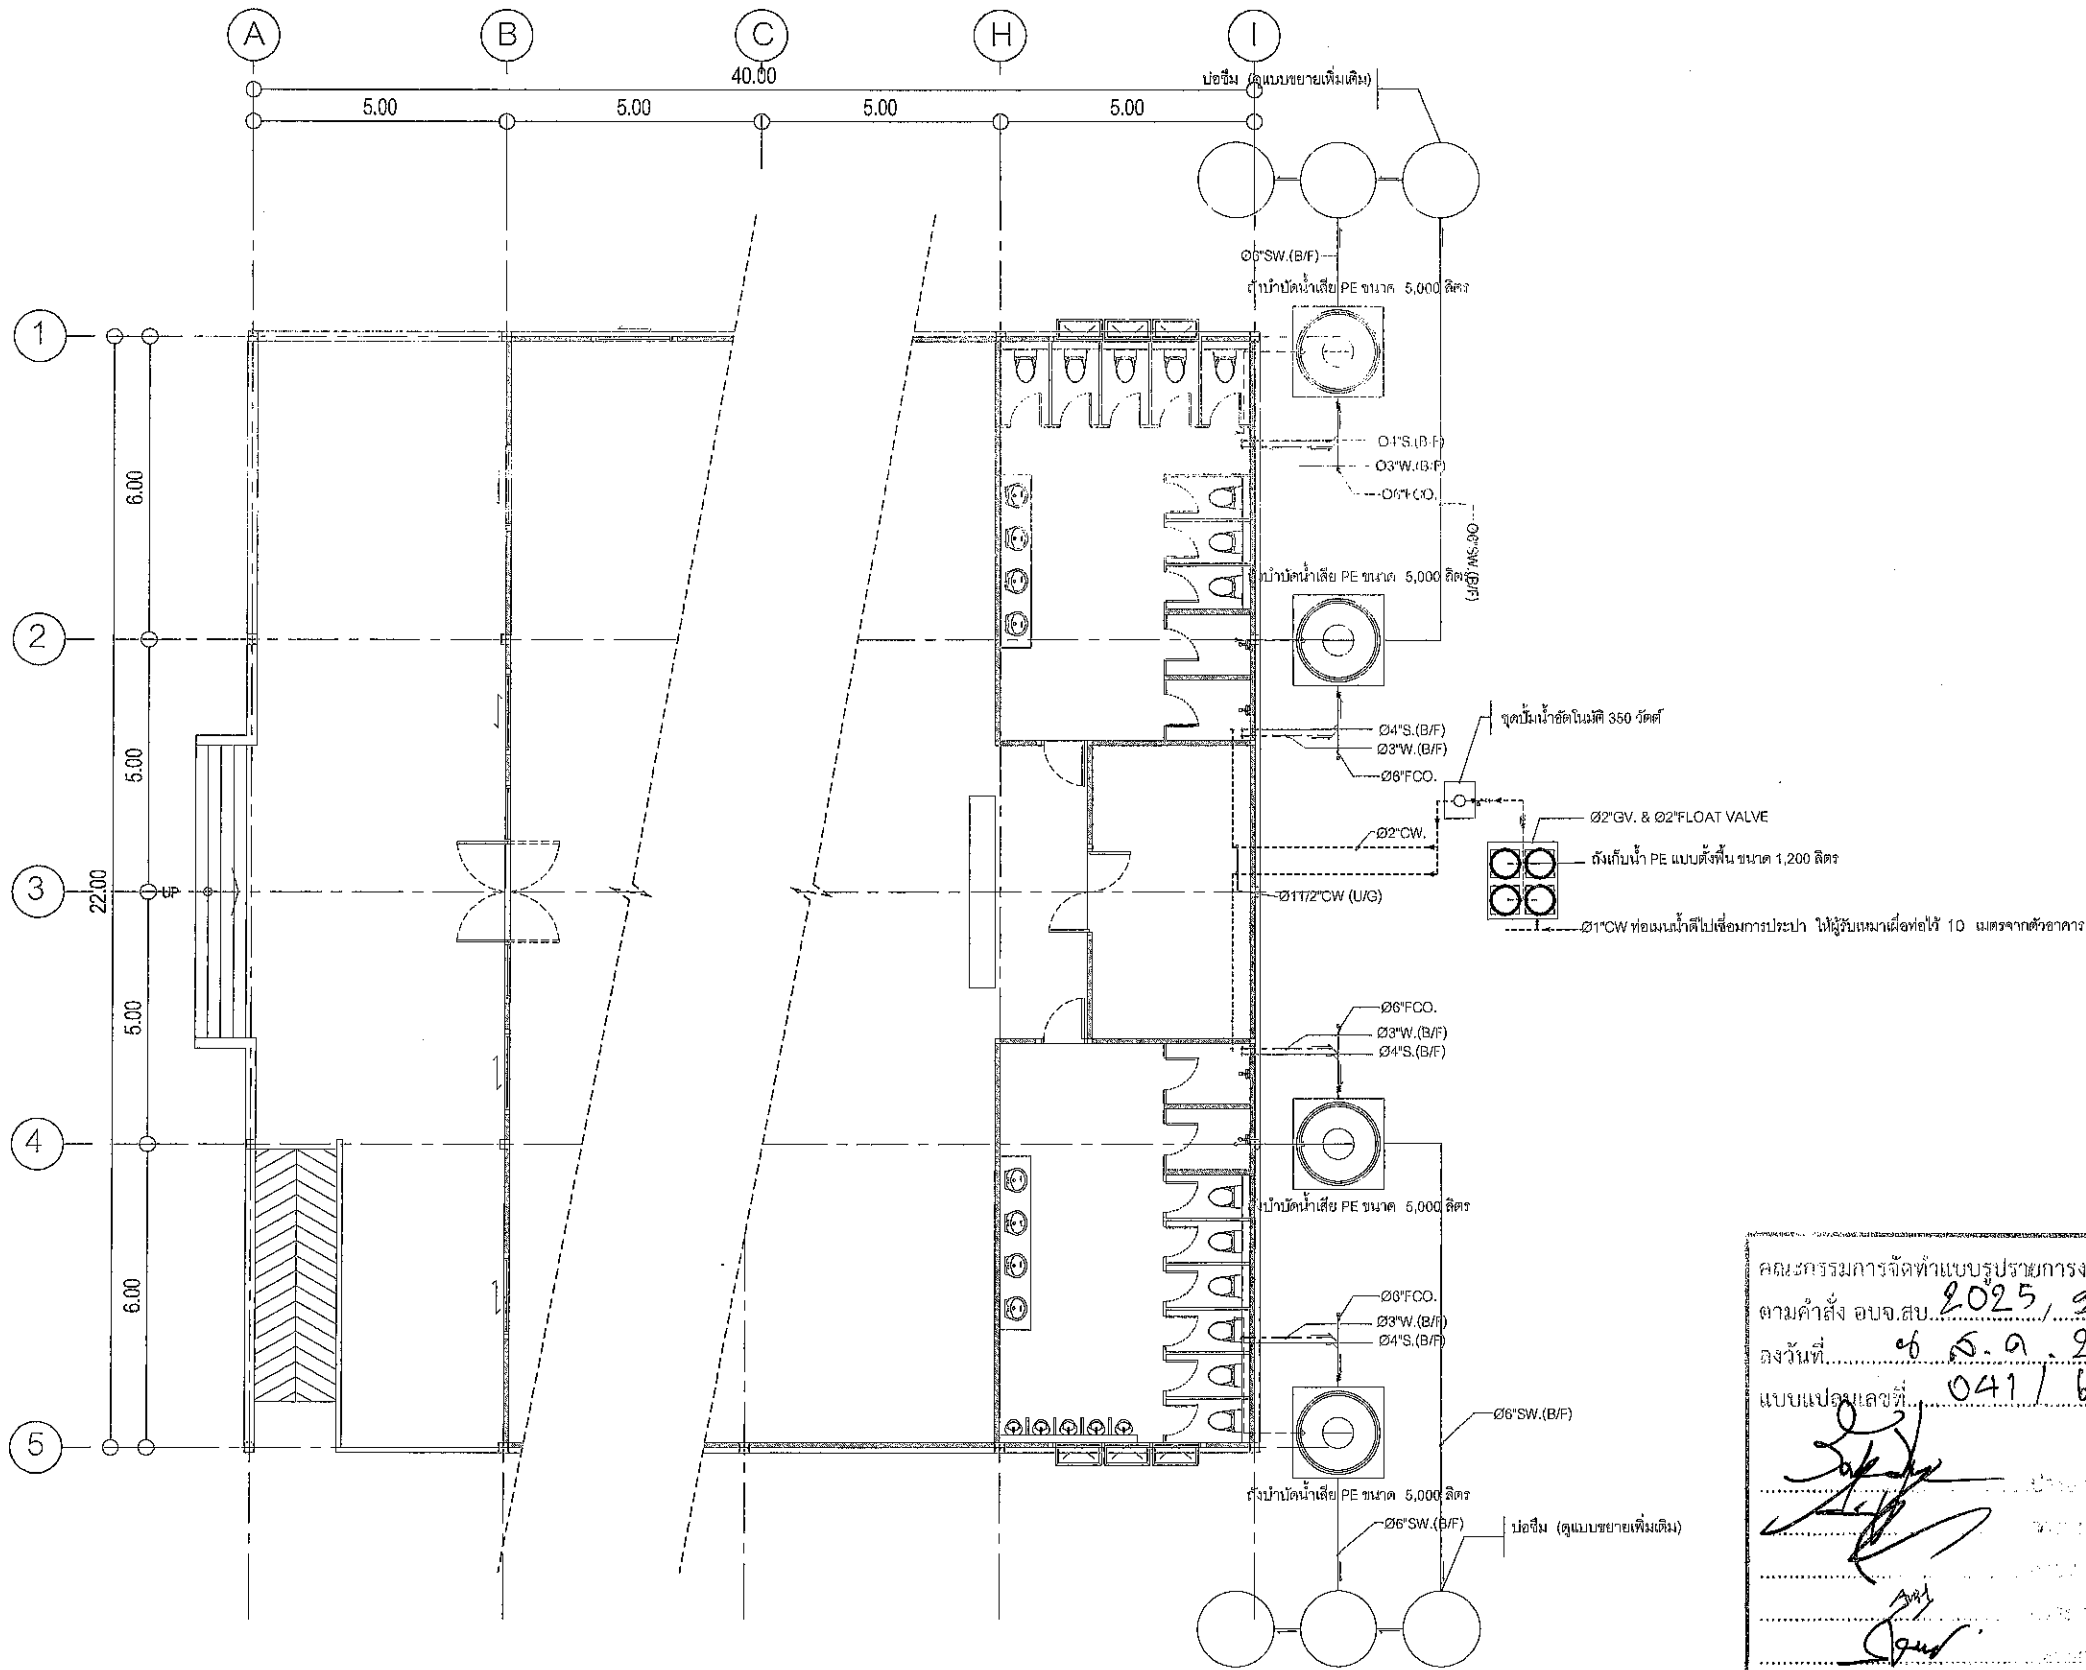 A B C H I
40.00
5.00 5.00 5.00 5.00
บ่อซึม (ดูแบบขยายเพิ่มเติม)
Ø6"SW.(B/F)
ถังบำบัดน้ำเสีย PE ขนาด 5,000 ลิตร
1
Ø4"S.(B/F)
Ø3"W.(B/F)
Ø6"FCO.
6.00
Ø6"SW.(B/F)
ถังบำบัดน้ำเสีย PE ขนาด 5,000 ลิตร
2
ชุดปั้มน้ำอัตโนมัติ 350 วัตต์
Ø4"S.(B/F)
Ø3"W.(B/F)
Ø6"FCO.
5.00
Ø2"GV. & Ø2"FLOAT VALVE
Ø2"CW.
ถังเก็บน้ำ PE แบบตั้งพื้น ขนาด 1,200 ลิตร
3
22.00
UP
Ø11/2"CW (U/G)
Ø1"CW ท่อเมนน้ำดีไปเชื่อมการประปา ให้ผู้รับเหมาเผื่อท่อไว้ 10 เมตรจากตัวอาคาร
5.00
Ø6"FCO.
Ø3"W.(B/F)
Ø4"S.(B/F)
4
ถังบำบัดน้ำเสีย PE ขนาด 5,000 ลิตร
6.00
Ø6"FCO.
Ø3"W.(B/F)
Ø4"S.(B/F)
Ø6"SW.(B/F)
5
ถังบำบัดน้ำเสีย PE ขนาด 5,000 ลิตร
Ø6"SW.(B/F)
บ่อซึม (ดูแบบขยายเพิ่มเติม)
คณะกรรมการจัดทำแบบรูปรายการง
ตามคำสั่ง อบจ.สบ. 2025 /
ลงวันที่ ส.ค.
แบบแปลนเลขที่ 041 /